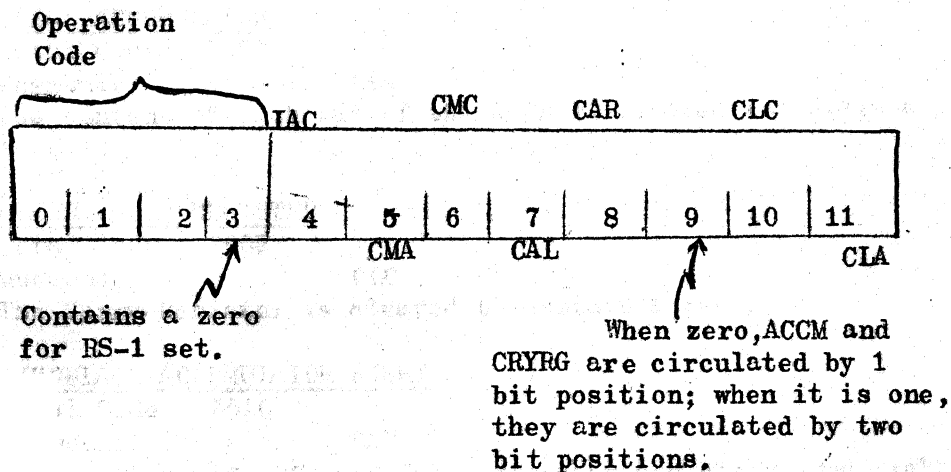 Operation
Code
IAC CMC CAR CLC
0 1 2 3 4 5 6 7 8 9 10 11
CMA CAL CLA
Contains a zero
for RS-1 set.
When zero,ACCM and
CRYRG are circulated by 1
bit position; when it is one,
they are circulated by two
bit positions.